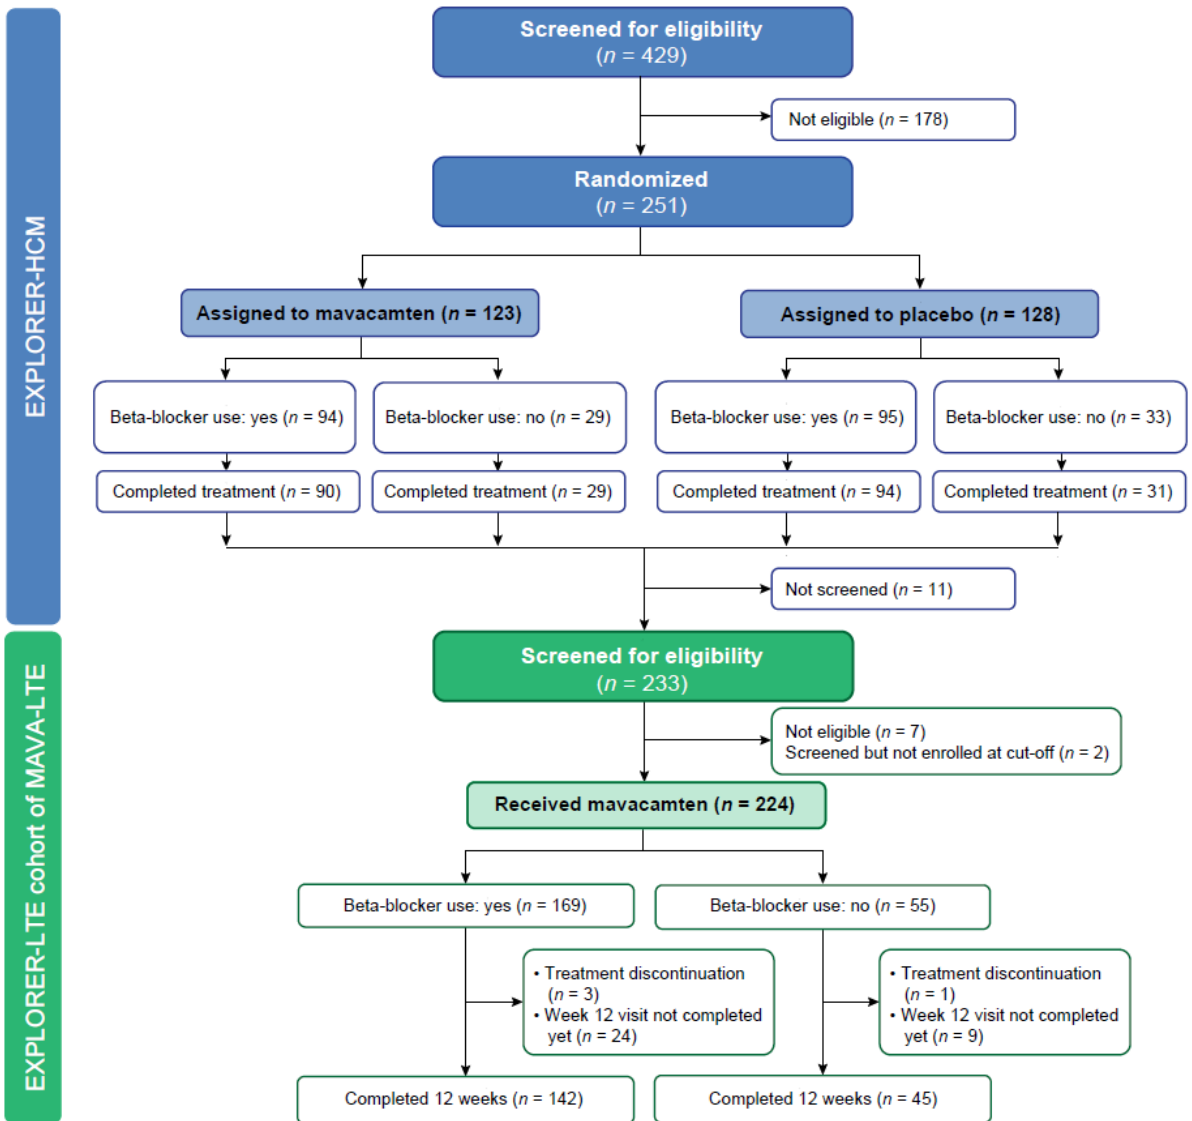 EXPLORER-HCM
Screened for eligibility
(n = 429)
Not eligible (n = 178)
Randomized
(n = 251)
Assigned to mavacamten (n = 123)
Assigned to placebo (n = 128)
Beta-blocker use: yes (n = 94)
Beta-blocker use: no (n = 29)
Beta-blocker use: yes (n = 95)
Beta-blocker use: no (n = 33)
Completed treatment (n = 90)
Completed treatment (n = 29)
Completed treatment (n = 94)
Completed treatment (n = 31)
Not screened (n = 11)
EXPLORER-LTE cohort of MAVA-LTE
Screened for eligibility
(n = 233)
Not eligible (n = 7)
Screened but not enrolled at cut-off (n = 2)
Received mavacamten (n = 224)
Beta-blocker use: yes (n = 169)
Beta-blocker use: no (n = 55)
• Treatment discontinuation
(n = 3)
• Week 12 visit not completed
yet (n = 24)
• Treatment discontinuation
(n = 1)
• Week 12 visit not completed
yet (n = 9)
Completed 12 weeks (n = 142)
Completed 12 weeks (n = 45)